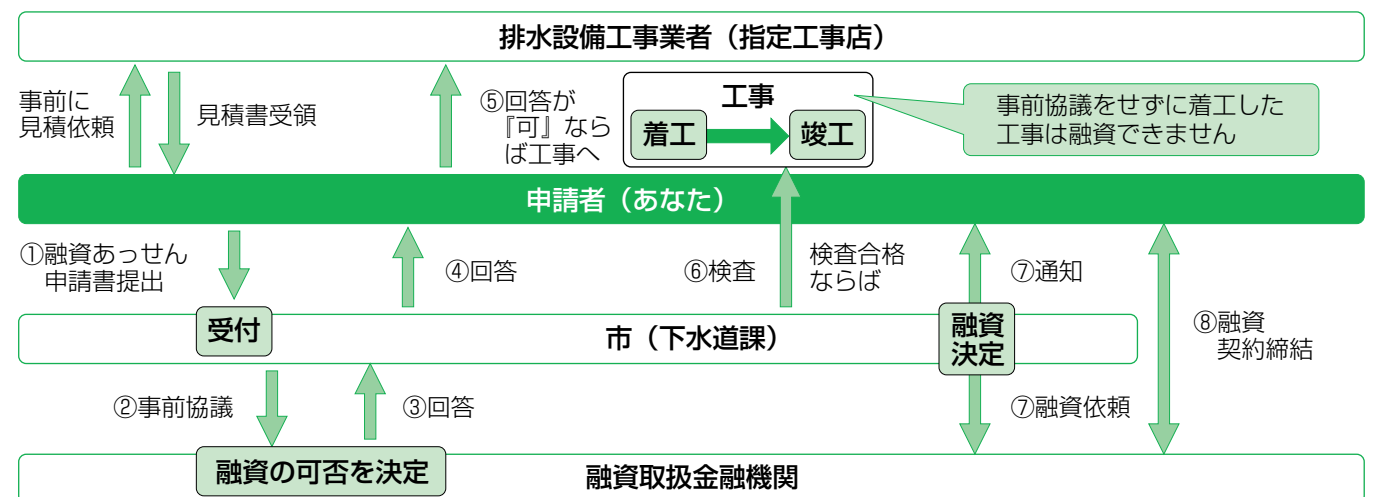 排水設備工事業者（指定工事店）
事前に
見積依頼
見積書受領
⑤回答が
『可』なら
ば工事へ
工事
着工
竣工
事前協議をせずに着工した
工事は融資できません
申請者（あなた）
①融資あっせん
申請書提出
④回答
⑥検査
検査合格
ならば
⑦通知
受付
市（下水道課）
融資
決定
⑧融資
契約締結
②事前協議
③回答
⑦融資依頼
融資の可否を決定
融資取扱金融機関